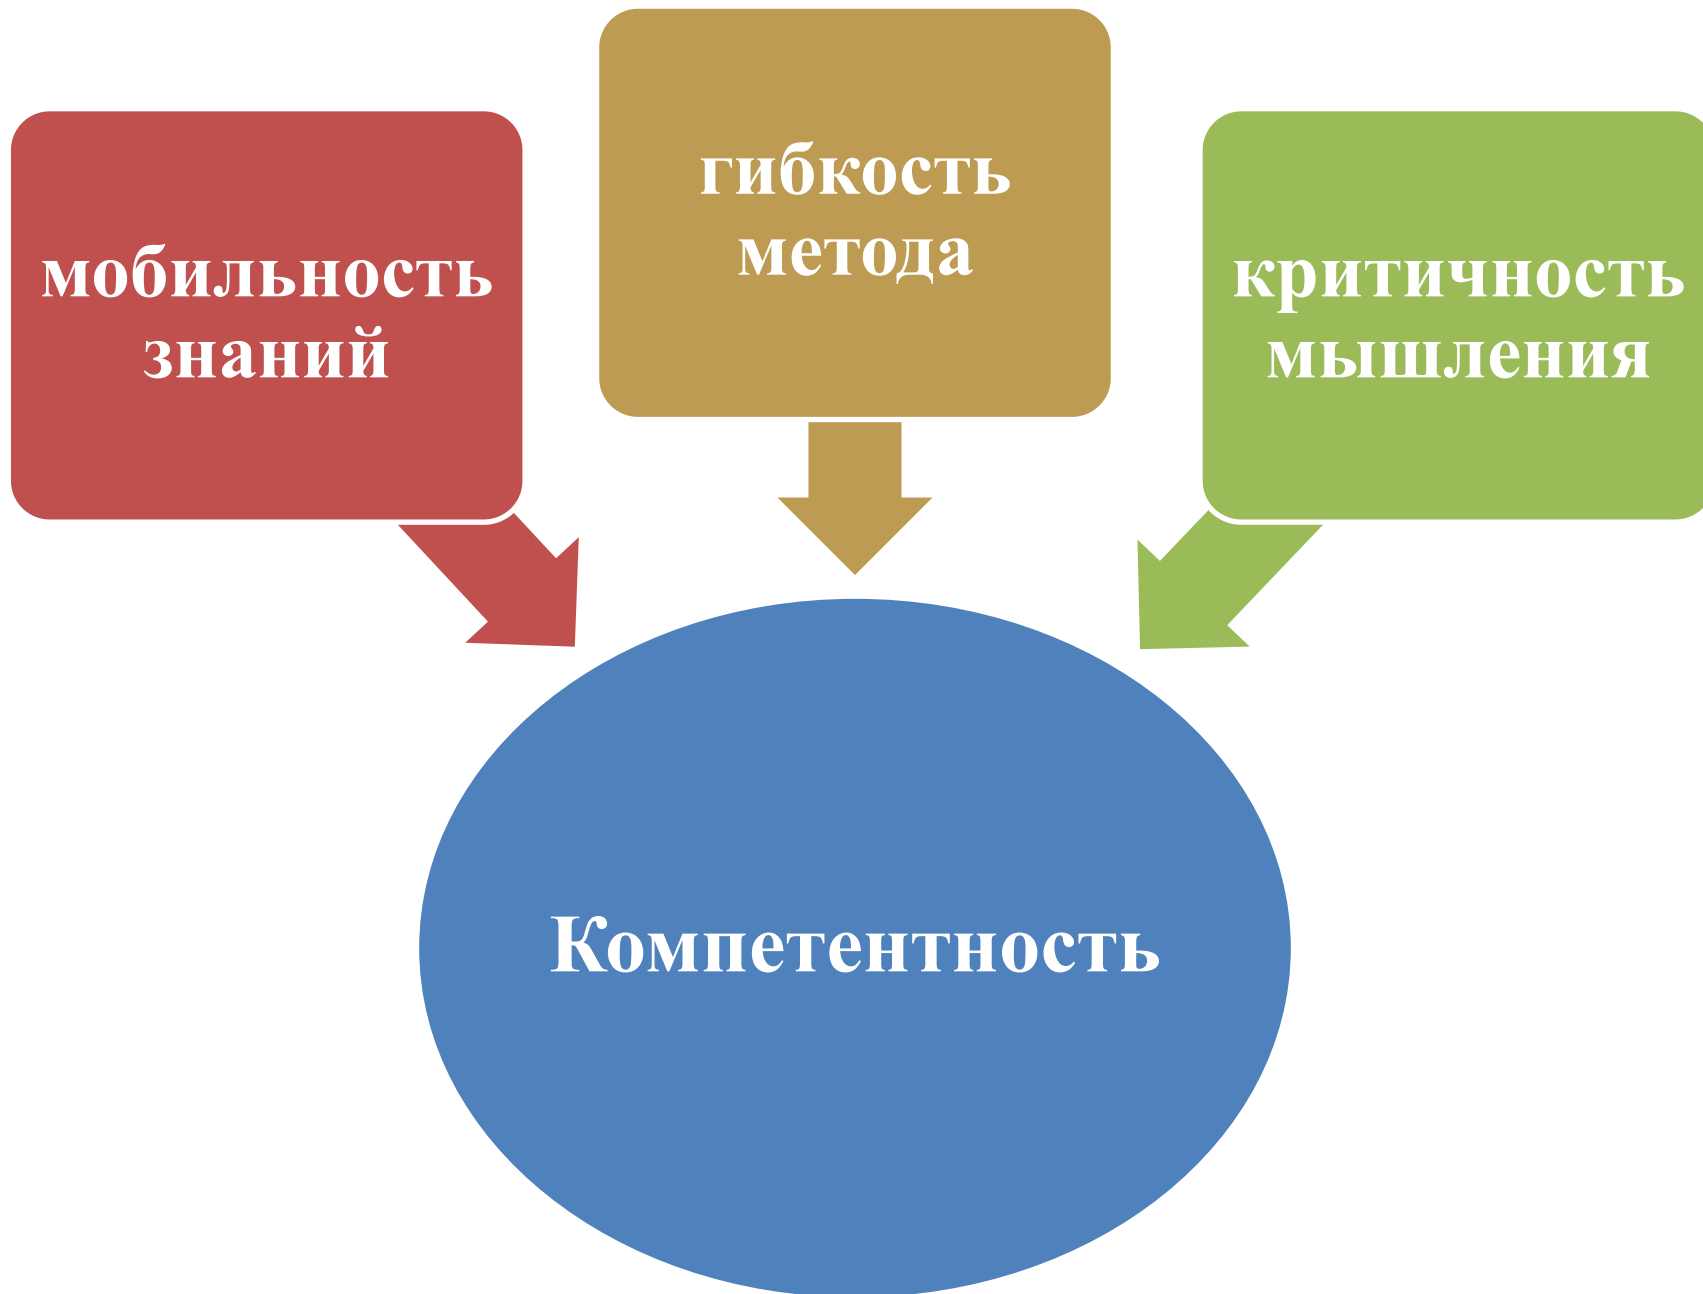 мобильность
знаний
гибкость
метода
критичность
мышления
Компетентность